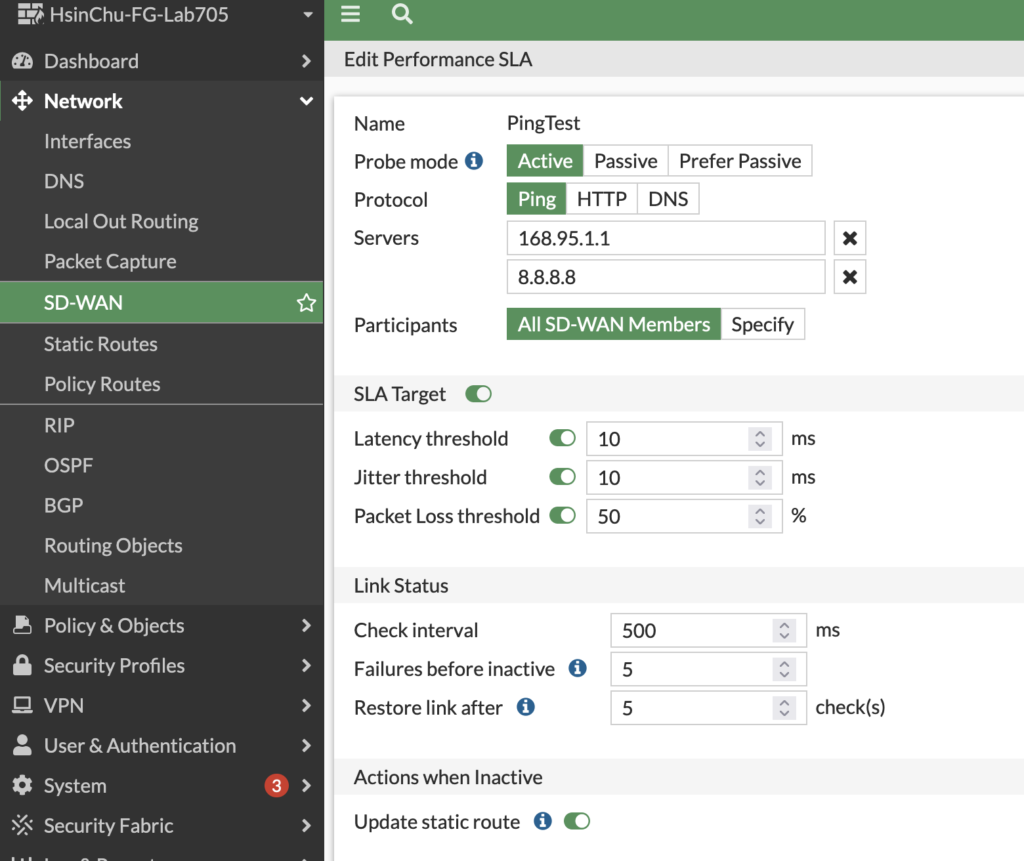 HsinChu-FG-Lab705
Dashboard
Network
Interfaces
DNS
Local Out Routing
Packet Capture
SD-WAN
Static Routes
Policy Routes
RIP
OSPF
BGP
Routing Objects
Multicast
Policy & Objects
Security Profiles
VPN
User & Authentication
System 3
Security Fabric
Edit Performance SLA
Name PingTest
Probe mode Active Passive Prefer Passive
Protocol Ping HTTP DNS
Servers 168.95.1.1
8.8.8.8
Participants All SD-WAN Members Specify
SLA Target
Latency threshold 10 ms
Jitter threshold 10 ms
Packet Loss threshold 50 %
Link Status
Check interval 500 ms
Failures before inactive 5
Restore link after 5 check(s)
Actions when Inactive
Update static route